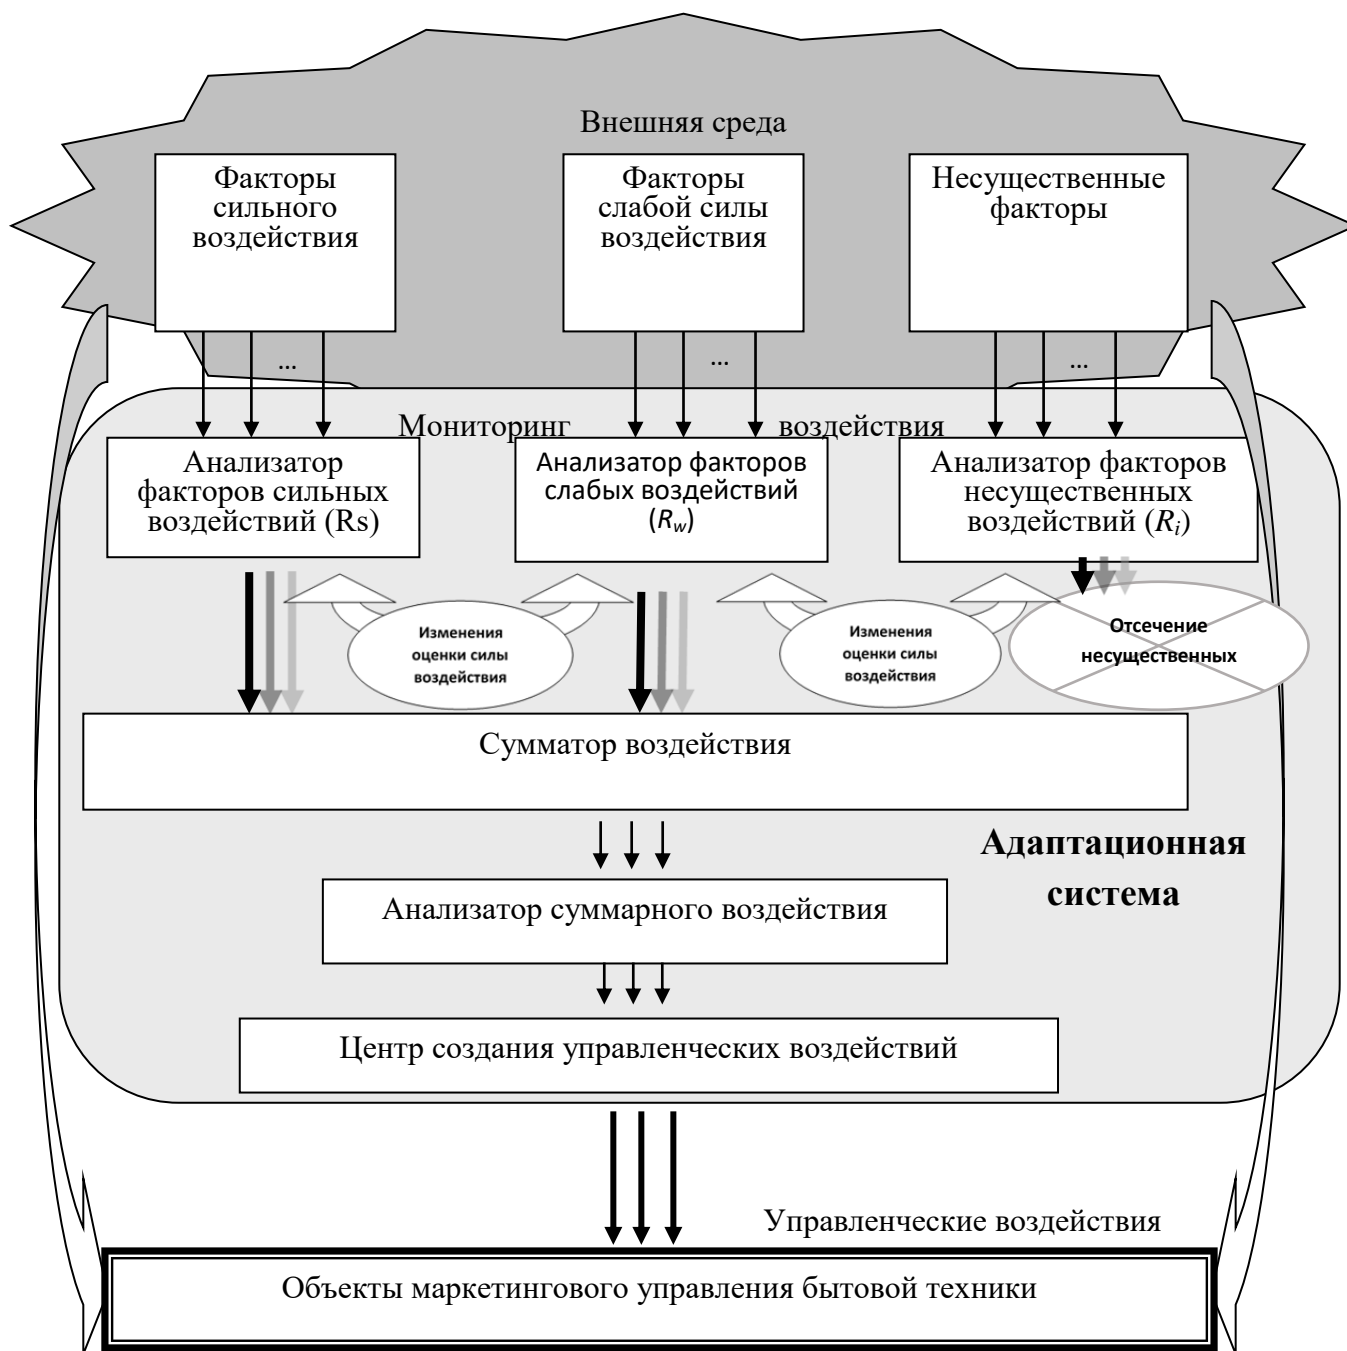 Внешняя среда
Факторы
сильного
воздействия
Факторы
слабой силы
воздействия
Несущественные
факторы
...
...
...
Мониторинг воздействия
Анализатор
факторов сильных
воздействий (Rs)
Анализатор факторов
слабых воздействий
(R_w)
Анализатор факторов
несущественных
воздействий (R_i)
Изменения
оценки силы
воздействия
Изменения
оценки силы
воздействия
Отсечение
несущественных
Сумматор воздействия
Адаптационная
система
Анализатор суммарного воздействия
Центр создания управленческих воздействий
Управленческие воздействия
Объекты маркетингового управления бытовой техники